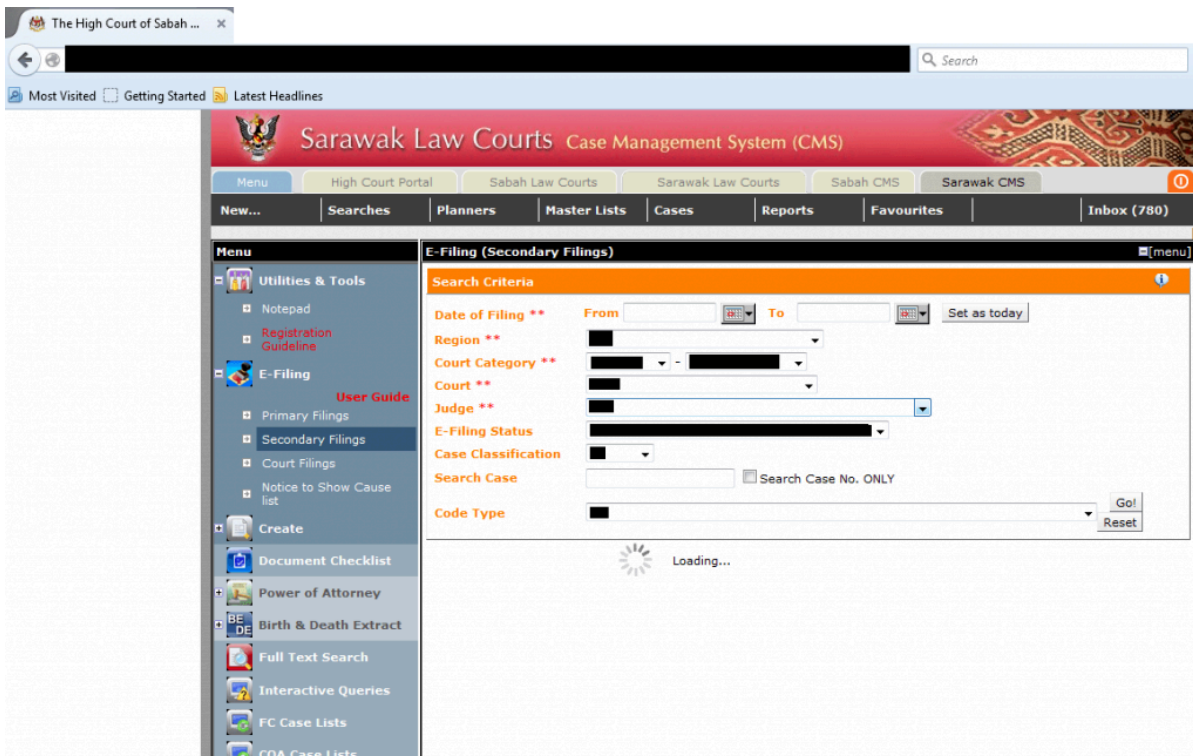 The High Court of Sabah ... ×
Search
Most Visited Getting Started Latest Headlines
Sarawak Law Courts Case Management System (CMS)
Menu High Court Portal Sabah Law Courts Sarawak Law Courts Sabah CMS Sarawak CMS
New... Searches Planners Master Lists Cases Reports Favourites Inbox (780)
Menu
Utilities & Tools
Notepad
Registration
Guideline
E-Filing
User Guide
Primary Filings
Secondary Filings
Court Filings
Notice to Show Cause
list
Create
Document Checklist
Power of Attorney
BE DE Birth & Death Extract
Full Text Search
Interactive Queries
FC Case Lists
COA Case Lists
E-Filing (Secondary Filings) [menu]
Search Criteria
Date of Filing ** From To Set as today
Region **
Court Category ** -
Court **
Judge **
E-Filing Status
Case Classification
Search Case Search Case No. ONLY
Code Type Go!
Reset
Loading...